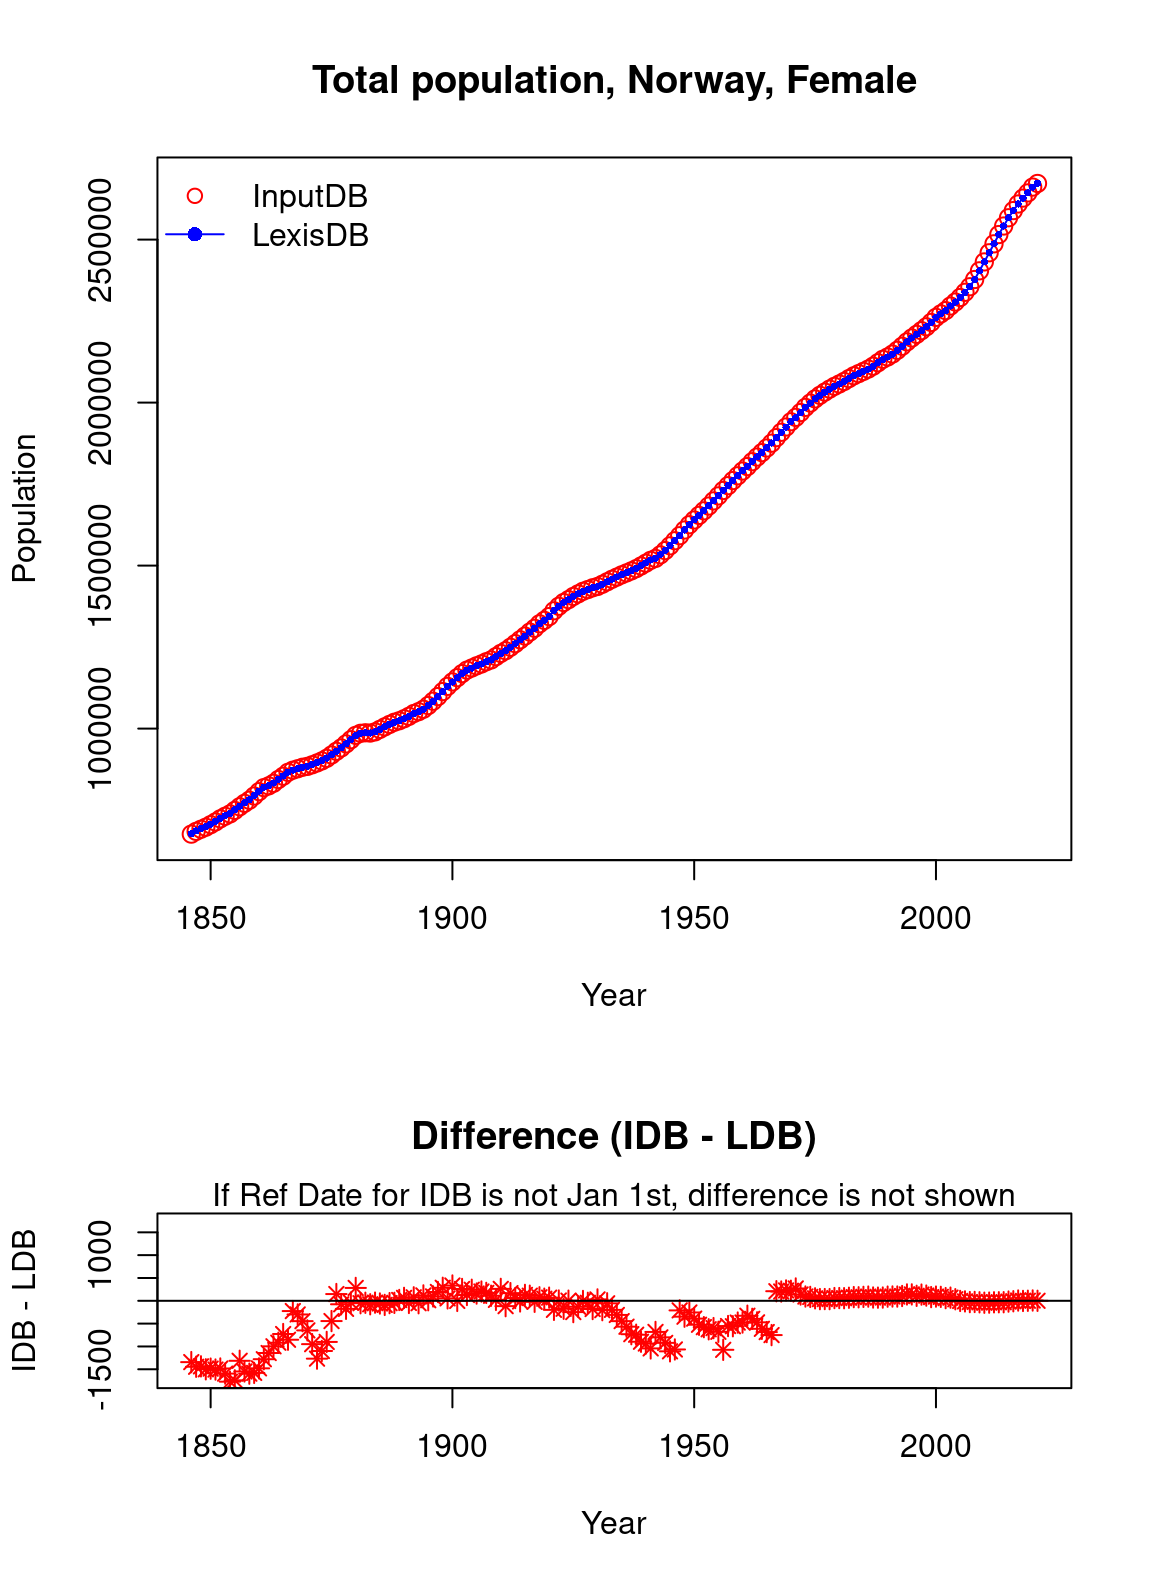 Total population, Norway, Female
InputDB
LexisDB
Population
2500000
2000000
1500000
1000000
1850 1900 1950 2000
Year
Difference (IDB - LDB)
If Ref Date for IDB is not Jan 1st, difference is not shown
IDB - LDB
1000
-1500
1850 1900 1950 2000
Year